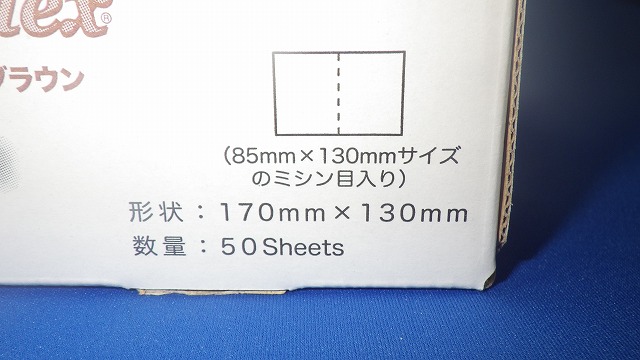 ブラウン
(85mm×130mmサイズ
のミシン目入り)
形状：170mm×130mm
数量：50Sheets